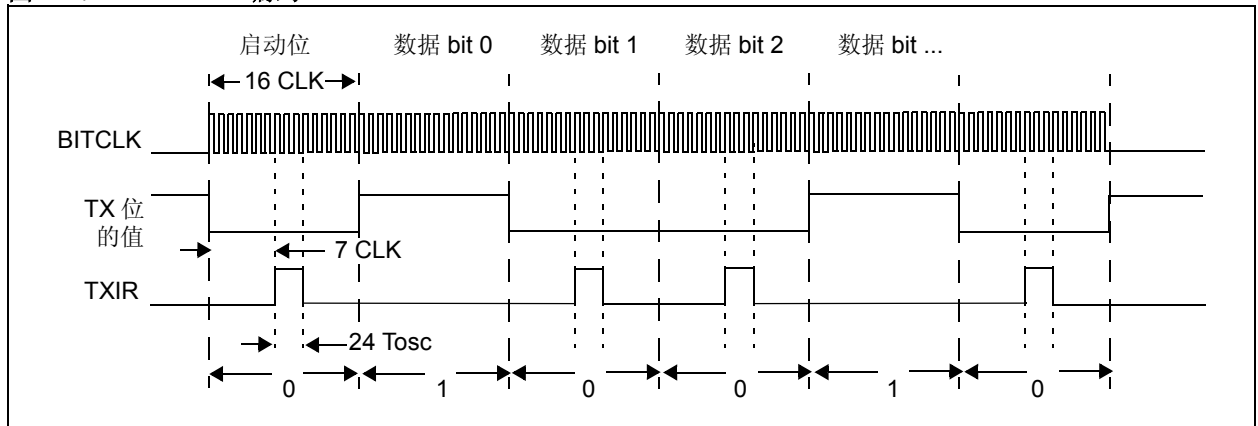 启动位 数据 bit 0 数据 bit 1 数据 bit 2 数据 bit ...
16 CLK
BITCLK
TX 位
的值
7 CLK
TXIR
24 Tosc
0 1 0 0 1 0